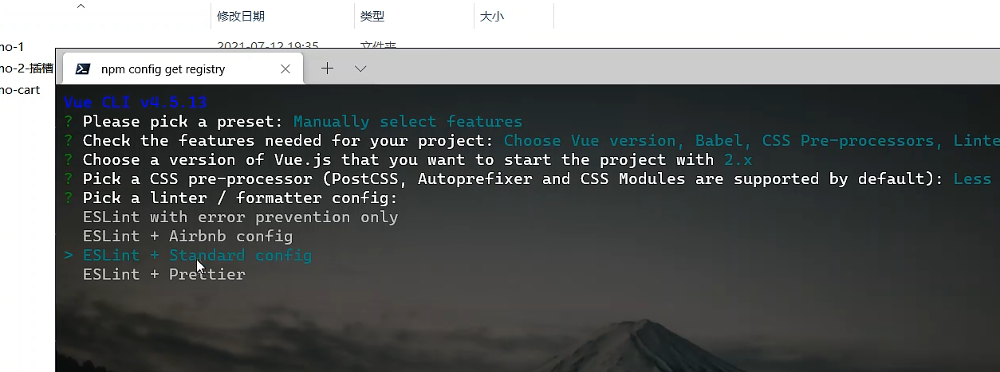 修改日期 类型 大小
mo-1 2021-07-12 19:35 文件夹
mo-2-插槽
mo-cart
npm config get registry
Vue CLI v4.5.13
? Please pick a preset: Manually select features
? Check the features needed for your project: Choose Vue version, Babel, CSS Pre-processors, Linte
? Choose a version of Vue.js that you want to start the project with 2.x
? Pick a CSS pre-processor (PostCSS, Autoprefixer and CSS Modules are supported by default): Less
? Pick a linter / formatter config:
ESLint with error prevention only
ESLint + Airbnb config
> ESLint + Standard config
ESLint + Prettier